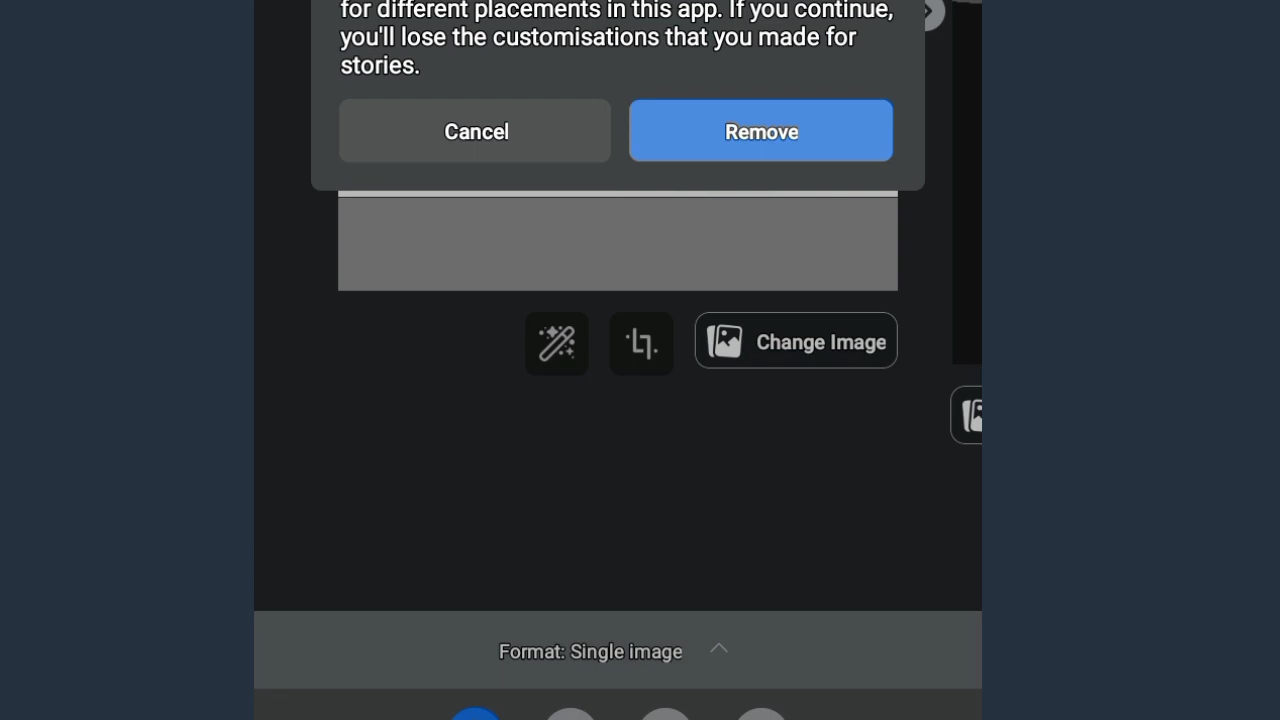 for different placements in this app. If you continue,
you'll lose the customisations that you made for
stories.
Cancel
Remove
Change Image
Format: Single image